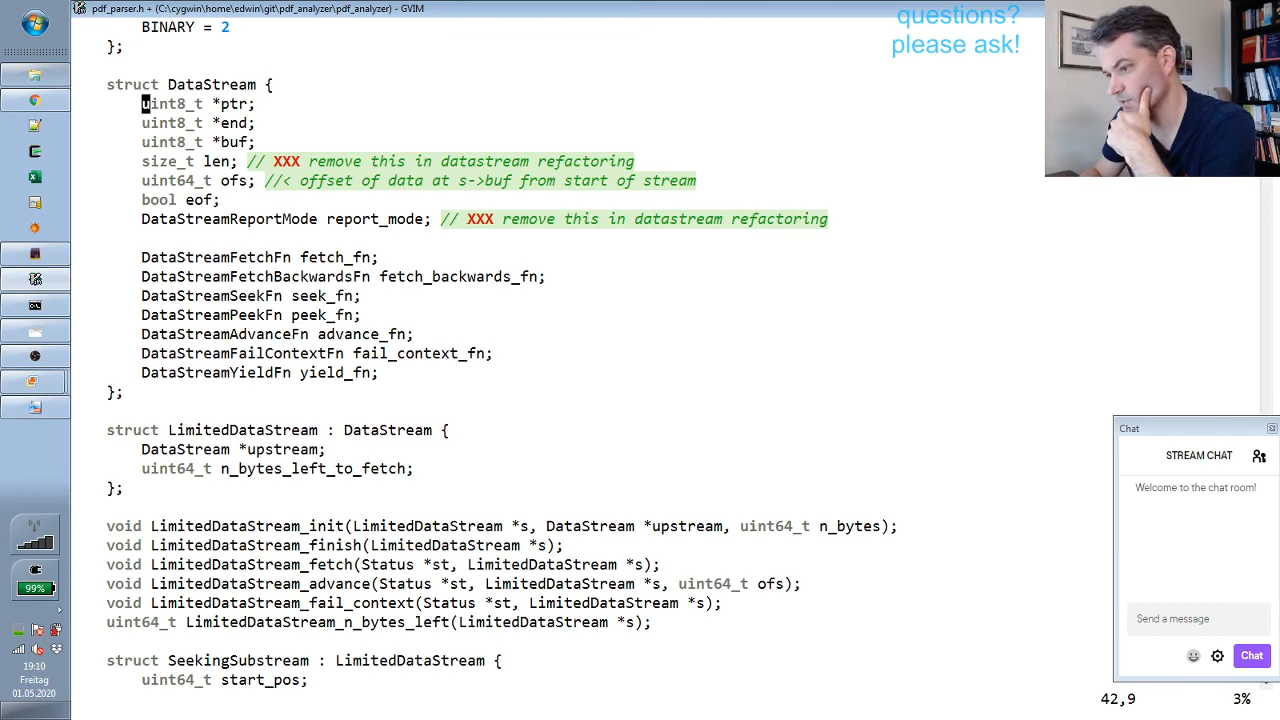 pdf_parser.h + (C:\cygwin\home\edwin\git\pdf_analyzer\pdf_analyzer) - GVIM
questions?
please ask!
BINARY = 2
};
struct DataStream {
uint8_t *ptr;
uint8_t *end;
uint8_t *buf;
size_t len; // XXX remove this in datastream refactoring
uint64_t ofs; //< offset of data at s->buf from start of stream
bool eof;
DataStreamReportMode report_mode; // XXX remove this in datastream refactoring
DataStreamFetchFn fetch_fn;
DataStreamFetchBackwardsFn fetch_backwards_fn;
DataStreamSeekFn seek_fn;
DataStreamPeekFn peek_fn;
DataStreamAdvanceFn advance_fn;
DataStreamFailContextFn fail_context_fn;
DataStreamYieldFn yield_fn;
};
struct LimitedDataStream : DataStream {
DataStream *upstream;
uint64_t n_bytes_left_to_fetch;
};
void LimitedDataStream_init(LimitedDataStream *s, DataStream *upstream, uint64_t n_bytes);
void LimitedDataStream_finish(LimitedDataStream *s);
void LimitedDataStream_fetch(Status *st, LimitedDataStream *s);
void LimitedDataStream_advance(Status *st, LimitedDataStream *s, uint64_t ofs);
void LimitedDataStream_fail_context(Status *st, LimitedDataStream *s);
uint64_t LimitedDataStream_n_bytes_left(LimitedDataStream *s);
struct SeekingSubstream : LimitedDataStream {
uint64_t start_pos;
42,9
3%
Chat
STREAM CHAT
Welcome to the chat room!
Send a message
Chat
99%
19:10
Freitag
01.05.2020